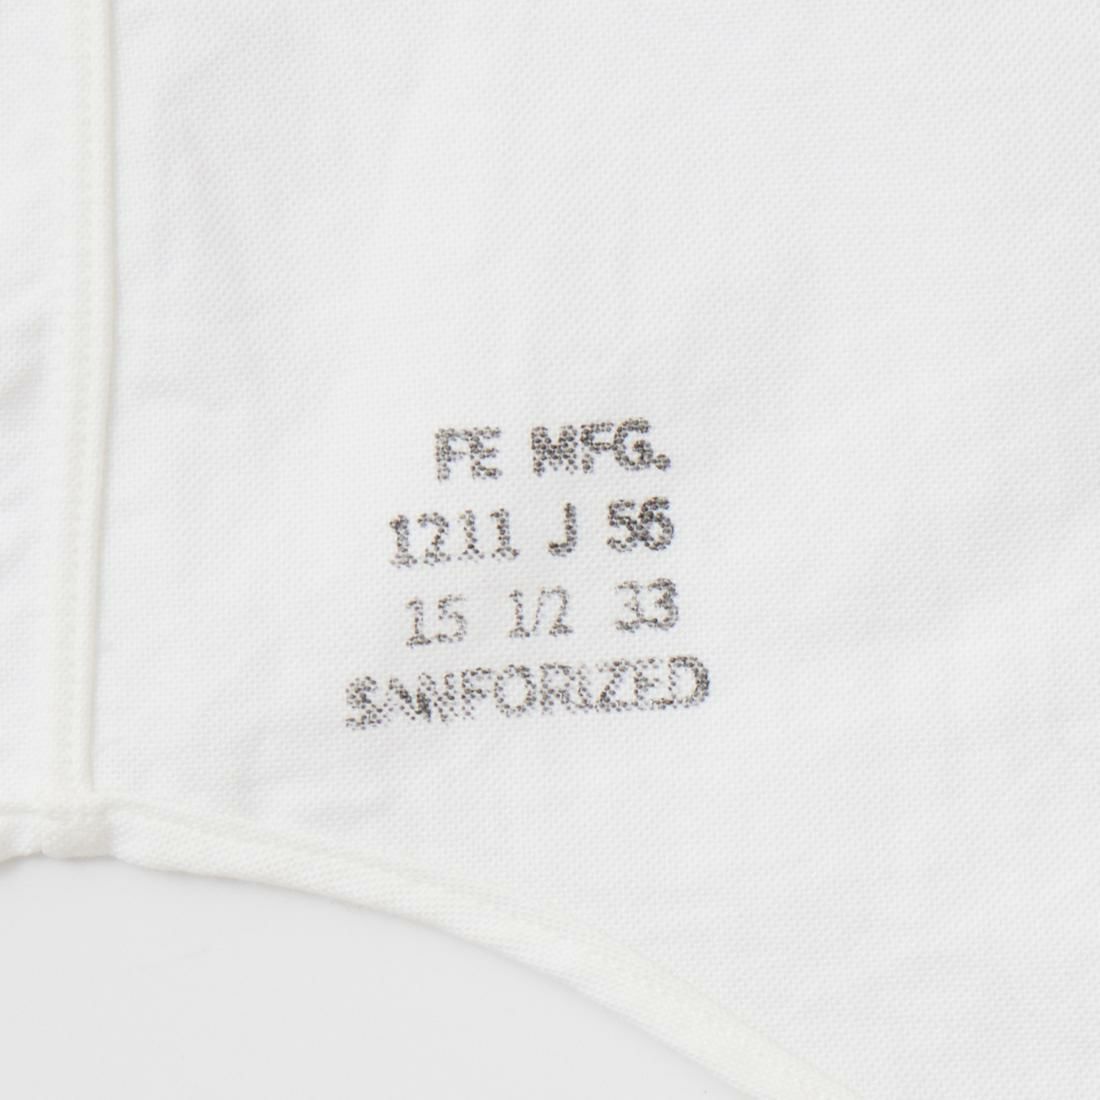 FE MFG.
1211 J 56
15 1/2 33
SANFORIZED